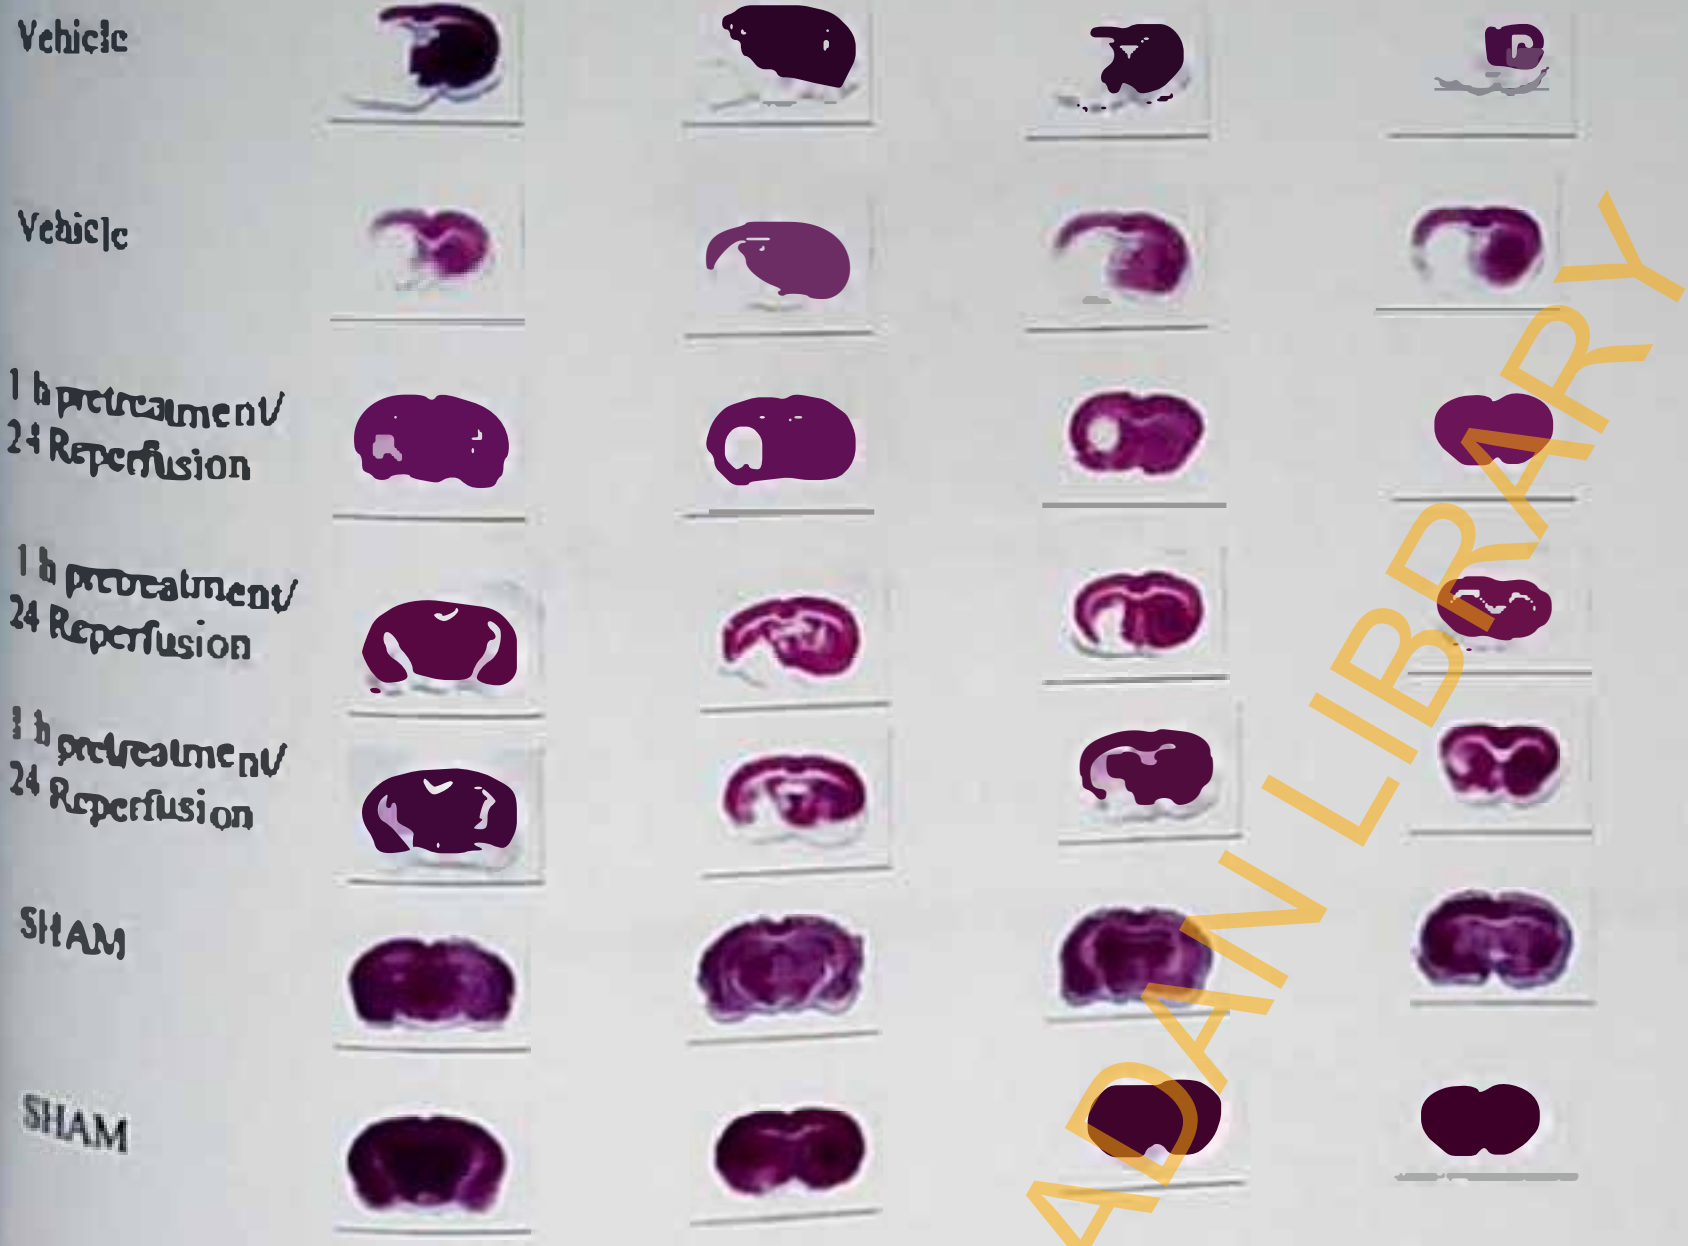 Vehicle
Vehicle
1 h pretreatment/
24 Reperfusion
1 h pretreatment/
24 Reperfusion
1 h pretreatment/
24 Reperfusion
SHAM
SHAM
ADAN LIBRARY